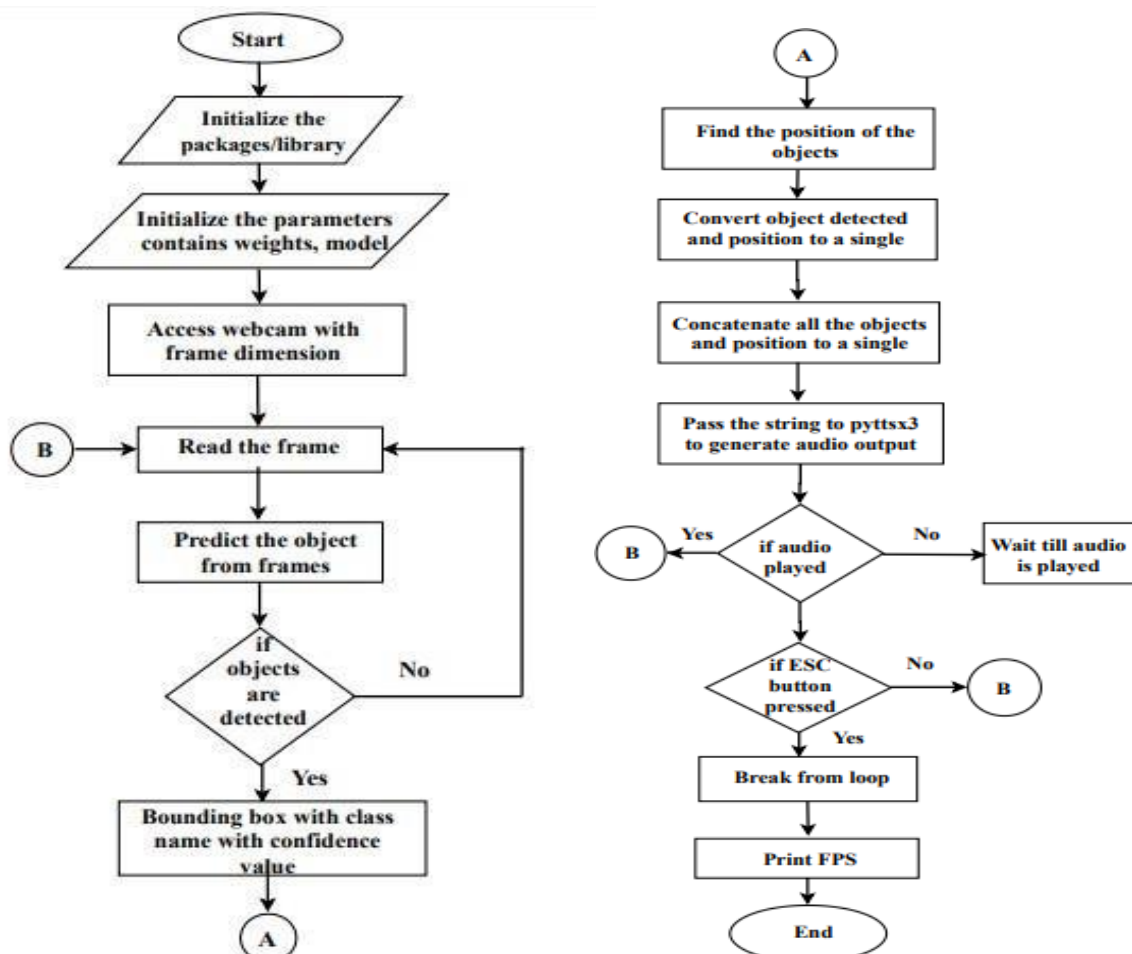 Start
Initialize the
packages/library
Initialize the parameters
contains weights, model
Access webcam with
frame dimension
B
Read the frame
Predict the object
from frames
if
objects
are
detected
No
Yes
Bounding box with class
name with confidence
value
A
A
Find the position of the
objects
Convert object detected
and position to a single
Concatenate all the objects
and position to a single
Pass the string to pyttsx3
to generate audio output
B
Yes
if audio
played
No
Wait till audio
is played
if ESC
button
pressed
No
B
Yes
Break from loop
Print FPS
End